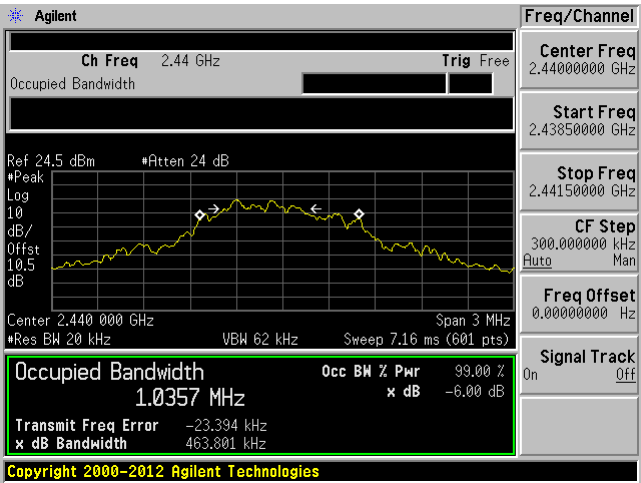 Agilent
Freq/Channel
Ch Freq 2.44 GHz Trig Free
Occupied Bandwidth
Center Freq
2.44000000 GHz
Start Freq
2.43850000 GHz
Stop Freq
2.44150000 GHz
CF Step
300.000000 kHz
Auto Man
Freq Offset
0.00000000 Hz
Signal Track
On Off
Ref 24.5 dBm #Atten 24 dB
#Peak
Log
10
dB/
Offst
10.5
dB
Center 2.440 000 GHz Span 3 MHz
#Res BW 20 kHz VBW 62 kHz Sweep 7.16 ms (601 pts)
Occupied Bandwidth Occ BW % Pwr 99.00 %
1.0357 MHz x dB -6.00 dB
Transmit Freq Error -23.394 kHz
x dB Bandwidth 463.801 kHz
Copyright 2000-2012 Agilent Technologies